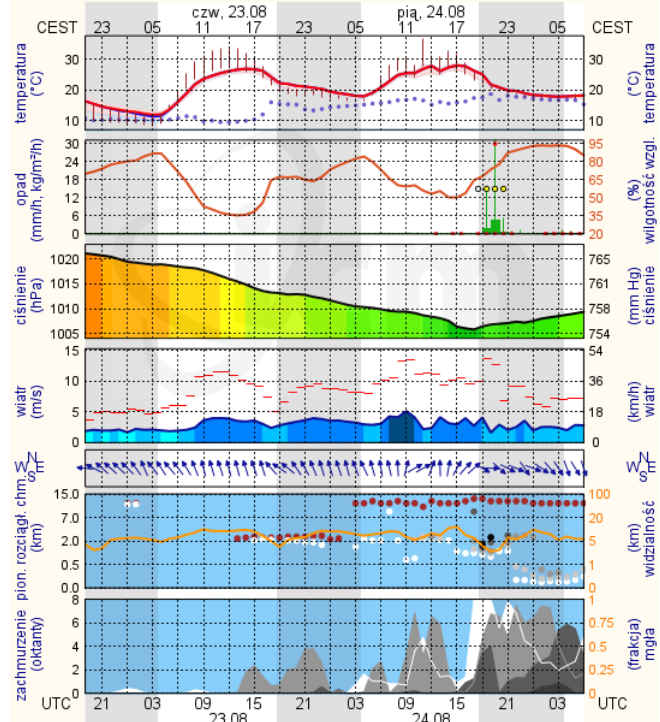 czw, 23.08 pią, 24.08
CEST 23 05 11 17 23 05 11 17 23 05 CEST
temperatura (°C) 30 20 10 30 20 10 temperatura (°C)
opad (mm/h, kg/m²/h) 30 24 18 12 6 0 95 80 65 50 35 20 (%) wilgotność wzgl.
ciśnienie (hPa) 1020 1015 1010 1005 765 761 758 754 (mm Hg) ciśnienie
wiatr (m/s) 15 10 5 0 54 36 18 0 (km/h) wiatr
N W E S N W E S
pion. rozciągł. chm. (km) 15.0 7.0 2.0 0.5 0.0 100 20 5 1 0 (km) widzialność
zachmurzenie (oktanty) 8 6 4 2 0 1 0.75 0.5 0.25 0 (frakcja) mgła
UTC 21 03 09 15 21 03 09 15 21 03 UTC
23.08 24.08